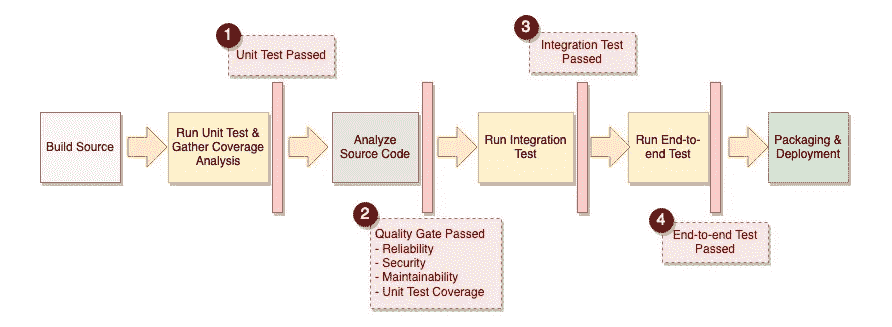 1
Unit Test Passed
3
Integration Test
Passed
Build Source
Run Unit Test &
Gather Coverage
Analysis
Analyze
Source Code
Run Integration
Test
Run End-to-
end Test
Packaging &
Deployment
2
Quality Gate Passed
- Reliability
- Security
- Maintainability
- Unit Test Coverage
4
End-to-end Test
Passed